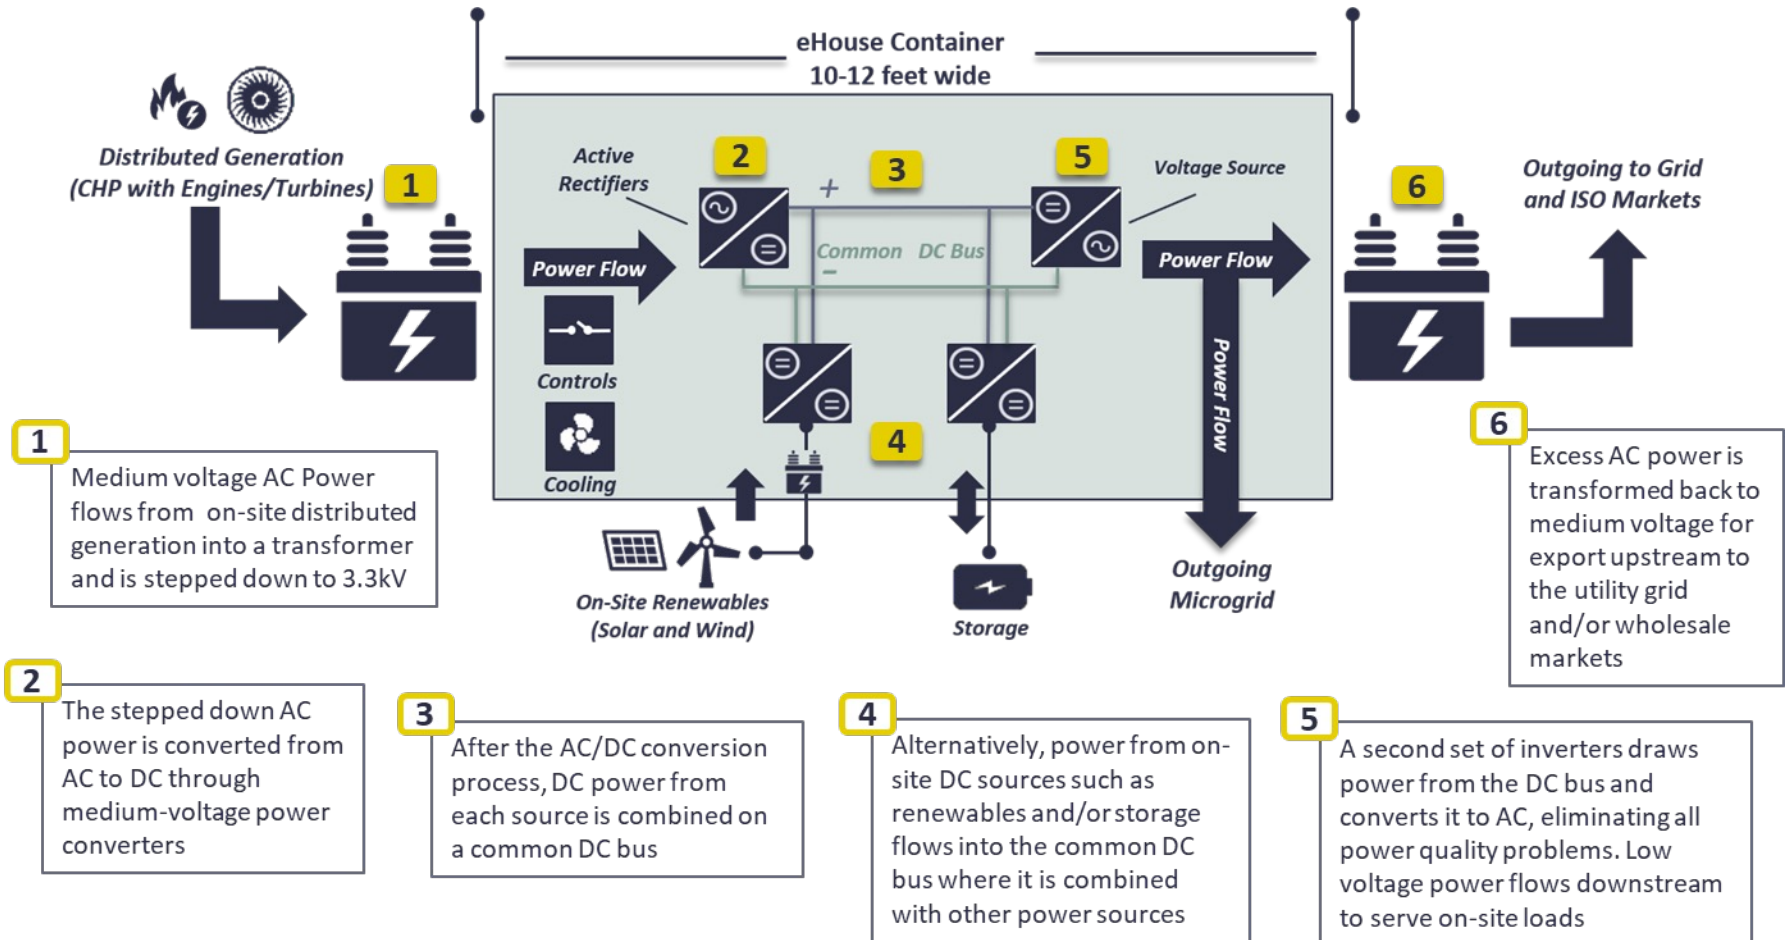 eHouse Container
10-12 feet wide
Distributed Generation
(CHP with Engines/Turbines)
1
Active
Rectifiers
2
+
3
5
Voltage Source
6
Outgoing to Grid
and ISO Markets
Power Flow
Common DC Bus
–
Power Flow
Power Flow
Controls
Cooling
4
On-Site Renewables
(Solar and Wind)
Storage
Outgoing
Microgrid
1
Medium voltage AC Power
flows from on-site distributed
generation into a transformer
and is stepped down to 3.3kV
6
Excess AC power is
transformed back to
medium voltage for
export upstream to
the utility grid
and/or wholesale
markets
2
The stepped down AC
power is converted from
AC to DC through
medium-voltage power
converters
3
After the AC/DC conversion
process, DC power from
each source is combined on
a common DC bus
4
Alternatively, power from on-
site DC sources such as
renewables and/or storage
flows into the common DC
bus where it is combined
with other power sources
5
A second set of inverters draws
power from the DC bus and
converts it to AC, eliminating all
power quality problems. Low
voltage power flows downstream
to serve on-site loads